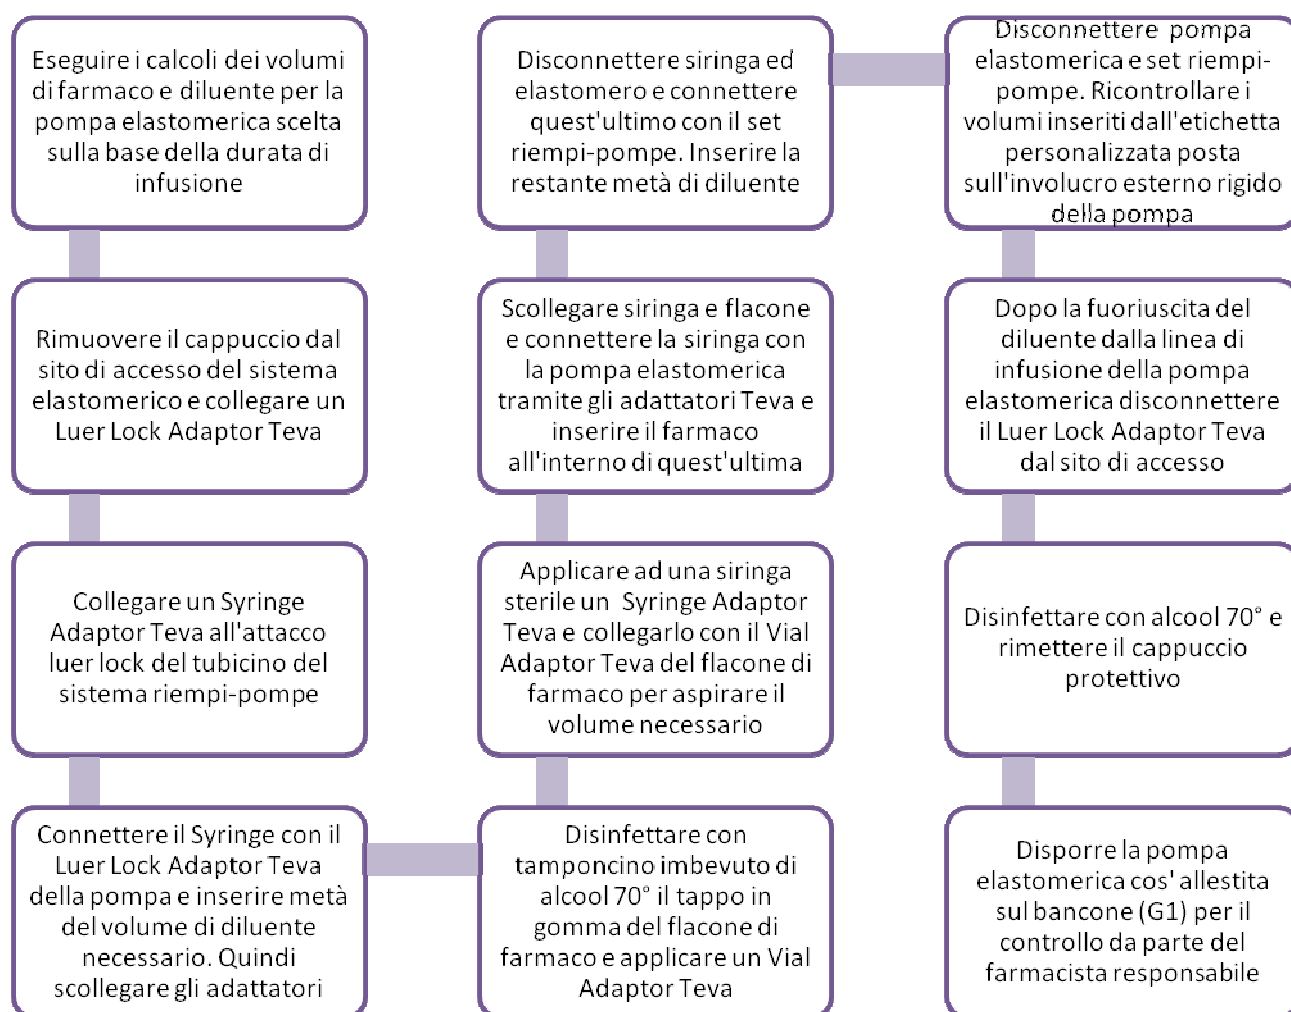 Eseguire i calcoli dei volumi
di farmaco e diluente per la
pompa elastomerica scelta
sulla base della durata di
infusione
Rimuovere il cappuccio dal
sito di accesso del sistema
elastomerico e collegare un
Luer Lock Adaptor Teva
Collegare un Syringe
Adaptor Teva all'attacco
luer lock del tubicino del
sistema riempi-pompe
Connettere il Syringe con il
Luer Lock Adaptor Teva
della pompa e inserire metà
del volume di diluente
necessario. Quindi
scollegare gli adattatori
Disinfettare con
tamponcino imbevuto di
alcool 70° il tappo in
gomma del flacone di
farmaco e applicare un Vial
Adaptor Teva
Applicare ad una siringa
sterile un Syringe Adaptor
Teva e collegarlo con il Vial
Adaptor Teva del flacone di
farmaco per aspirare il
volume necessario
Scollegare siringa e flacone
e connettere la siringa con
la pompa elastomerica
tramite gli adattatori Teva e
inserire il farmaco
all'interno di quest'ultima
Disconnettere siringa ed
elastomero e connettere
quest'ultimo con il set
riempi-pompe. Inserire la
restante metà di diluente
Disconnettere pompa
elastomerica e set riempi-
pompe. Ricontrollare i
volumi inseriti dall'etichetta
personalizzata posta
sull'involucro esterno rigido
della pompa
Dopo la fuoriuscita del
diluente dalla linea di
infusione della pompa
elastomerica disconnettere
il Luer Lock Adaptor Teva
dal sito di accesso
Disinfettare con alcool 70° e
rimettere il cappuccio
protettivo
Disporre la pompa
elastomerica cos' allestita
sul bancone (G1) per il
controllo da parte del
farmacista responsabile